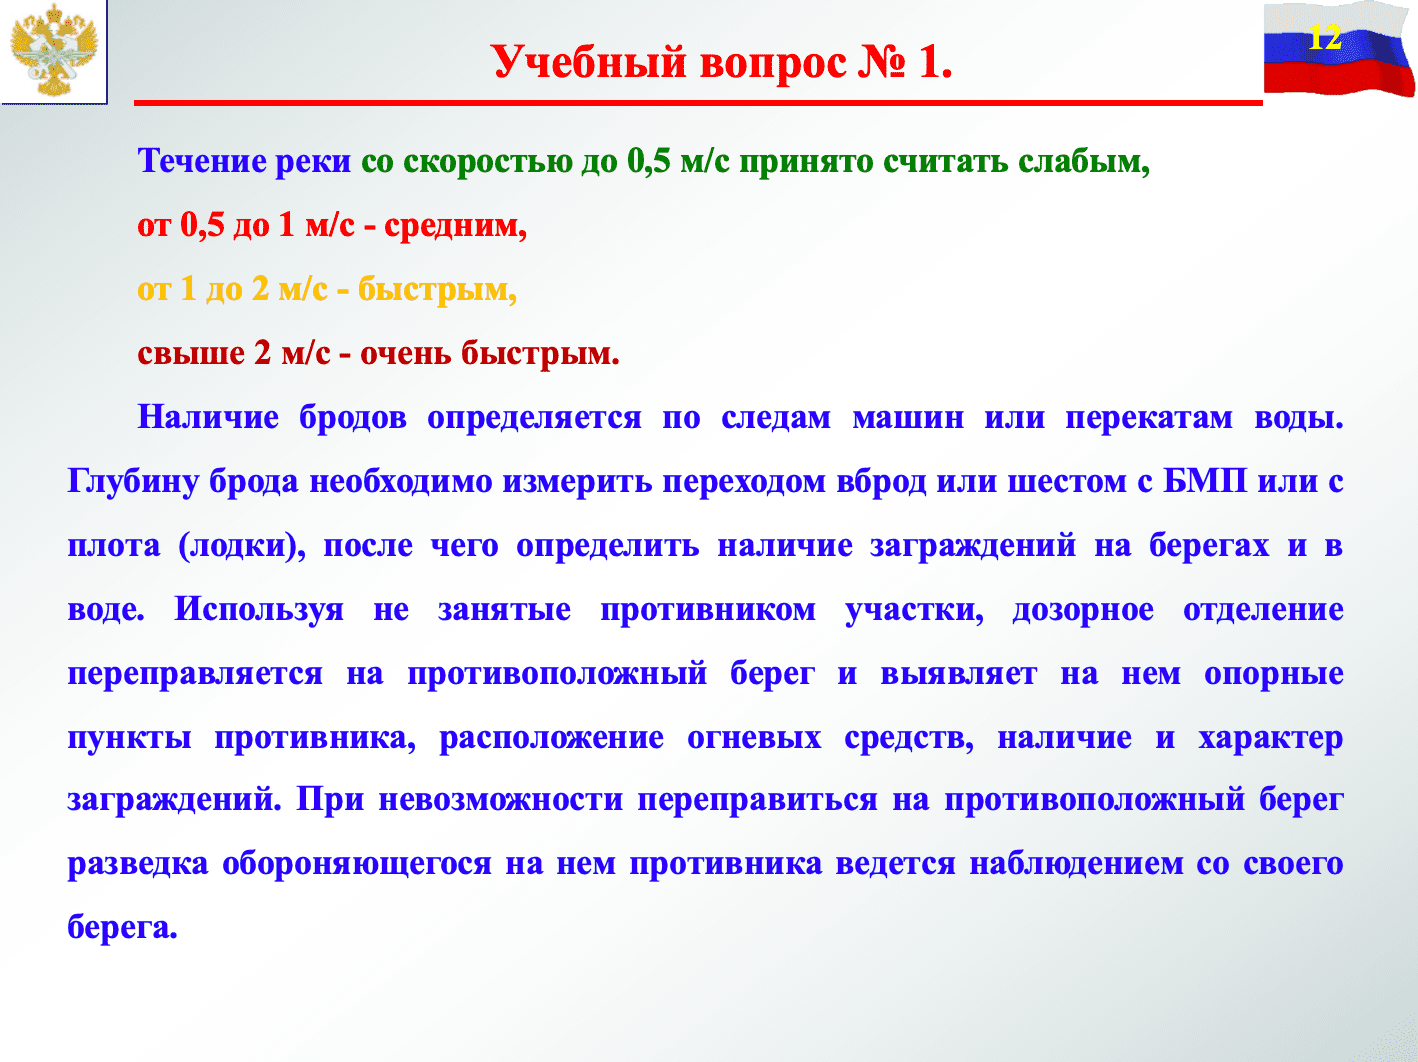 12
Учебный вопрос № 1.
Течение реки со скоростью до 0,5 м/с принято считать слабым,
от 0,5 до 1 м/с - средним,
от 1 до 2 м/с - быстрым,
свыше 2 м/с - очень быстрым.
Наличие бродов определяется по следам машин или перекатам воды.
Глубину брода необходимо измерить переходом вброд или шестом с БМП или с
плота (лодки), после чего определить наличие заграждений на берегах и в
воде. Используя не занятые противником участки, дозорное отделение
переправляется на противоположный берег и выявляет на нем опорные
пункты противника, расположение огневых средств, наличие и характер
заграждений. При невозможности переправиться на противоположный берег
разведка обороняющегося на нем противника ведется наблюдением со своего
берега.